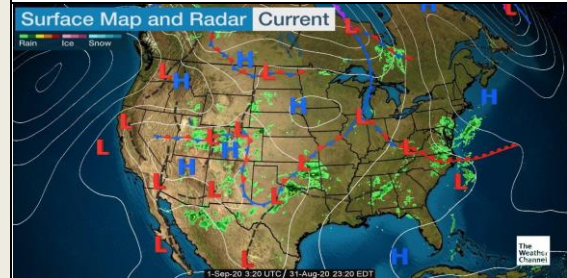 Surface Map and Radar Current
Rain Ice Snow
L
L
H
L
H
H
H
L
L
L
L
L
H
L
L
H
L
L
L
L
L
L
H
L
The
Weather
Channel
1-Sep-20 3:20 UTC / 31-Aug-20 23:20 EDT